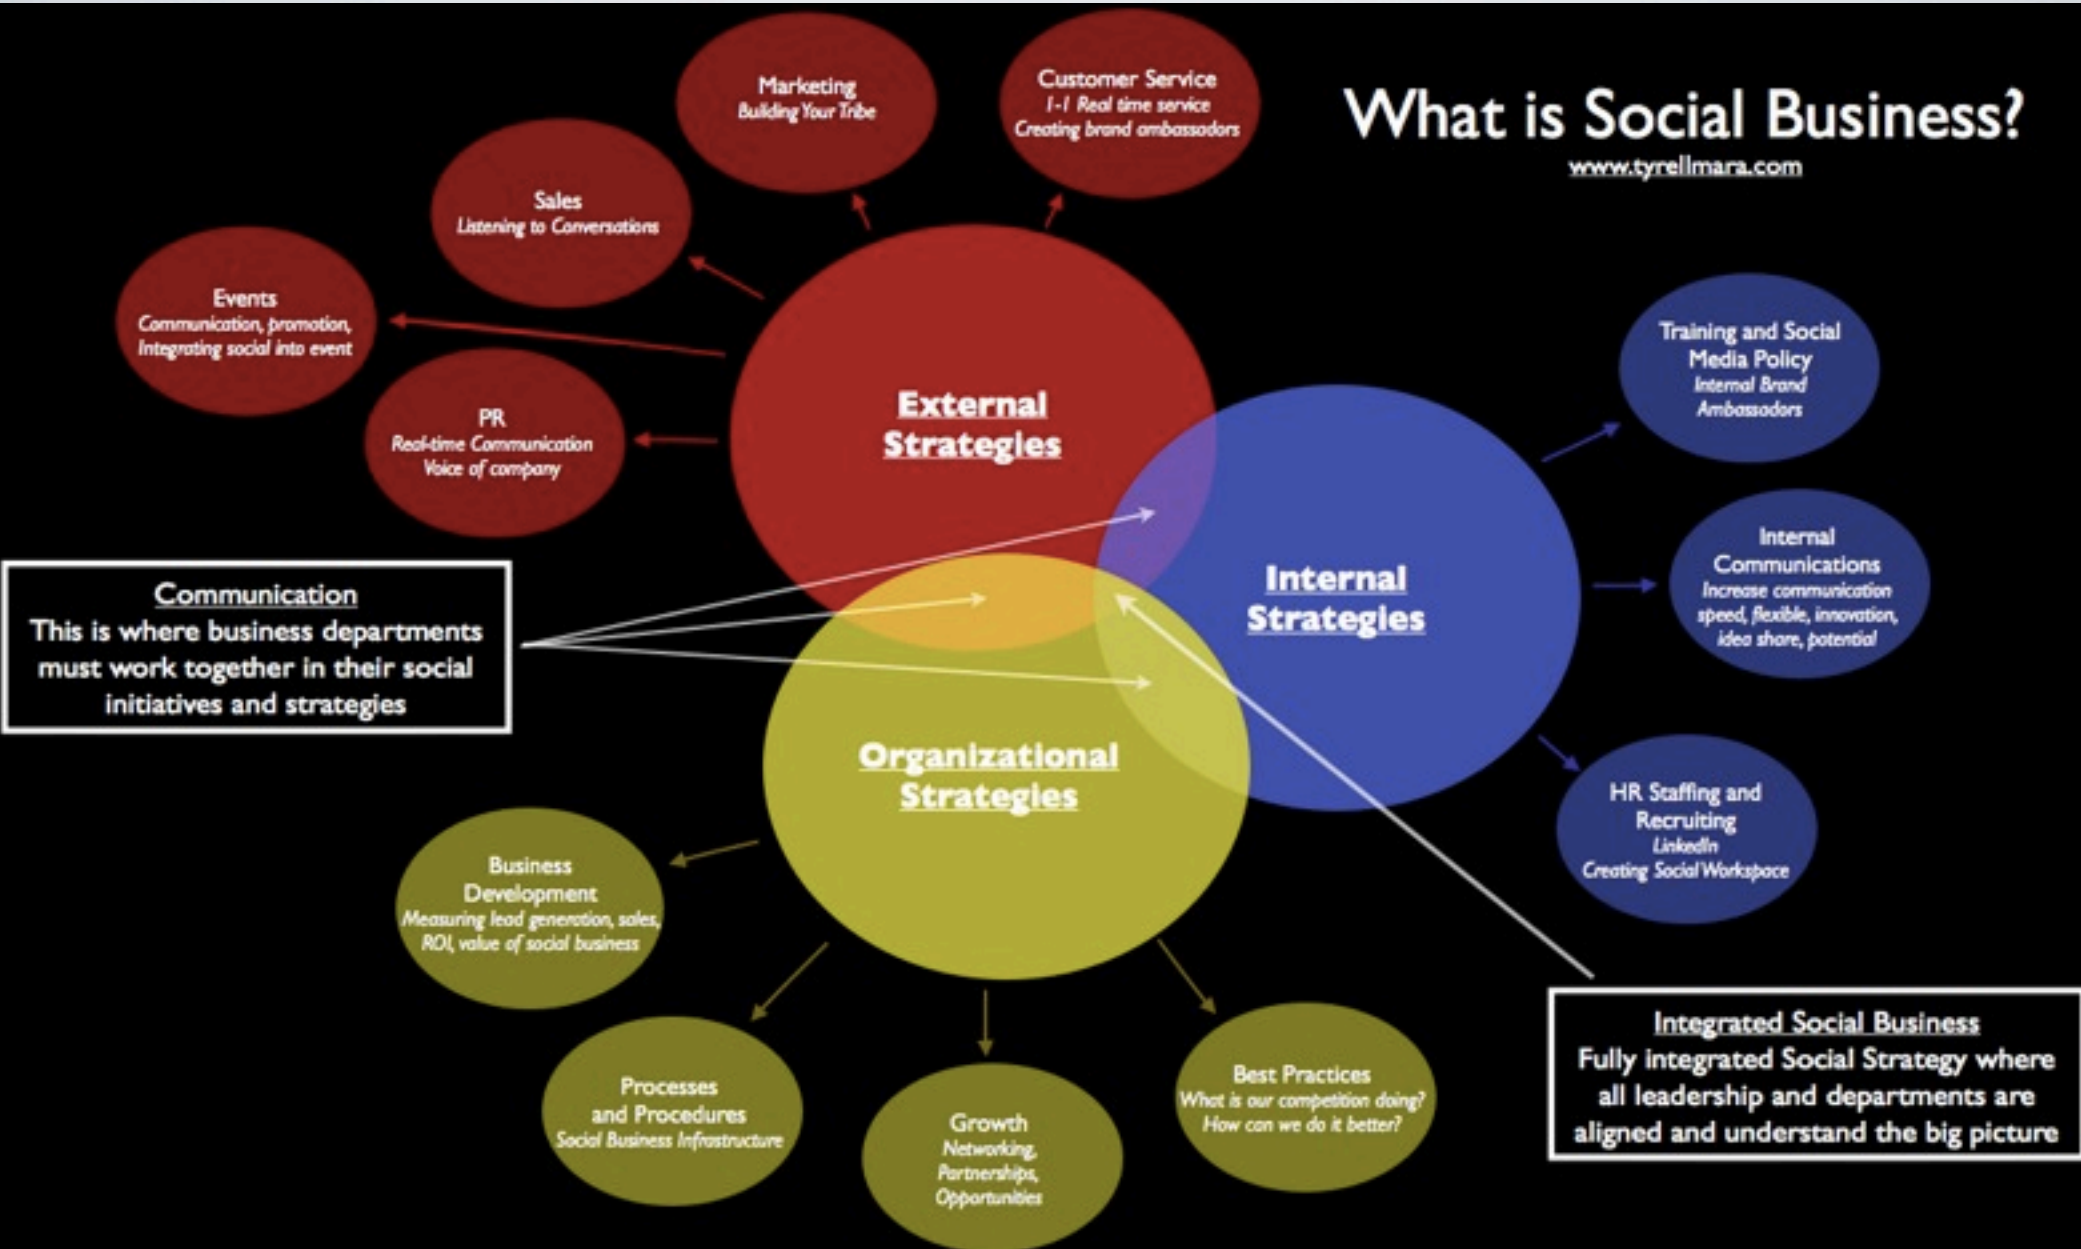 What is Social Business?
www.tyrellmara.com
Marketing
Building Your Tribe
Customer Service
1-1 Real time service
Creating brand ambassadors
Sales
Listening to Conversations
Events
Communication, promotion,
Integrating social into event
PR
Real-time Communication
Voice of company
External
Strategies
Training and Social
Media Policy
Internal Brand
Ambassadors
Internal
Communications
Increase communication
speed, flexible, innovation,
idea share, potential
Internal
Strategies
HR Staffing and
Recruiting
LinkedIn
Creating Social Workspace
Communication
This is where business departments
must work together in their social
initiatives and strategies
Organizational
Strategies
Business
Development
Measuring lead generation, sales,
ROI, value of social business
Processes
and Procedures
Social Business Infrastructure
Growth
Networking,
Partnerships,
Opportunities
Best Practices
What is our competition doing?
How can we do it better?
Integrated Social Business
Fully integrated Social Strategy where
all leadership and departments are
aligned and understand the big picture